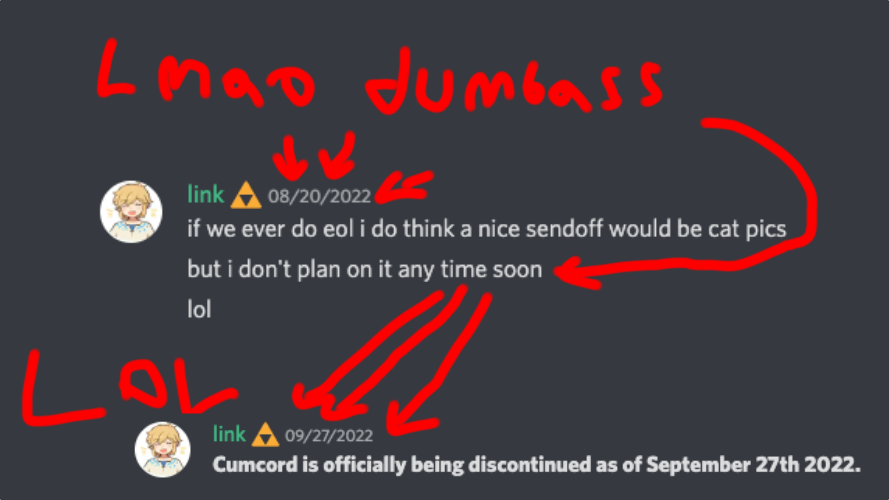 Lmao dumbass
link 08/20/2022
if we ever do eol i do think a nice sendoff would be cat pics
but i don't plan on it any time soon
lol
LOL
link 09/27/2022
Cumcord is officially being discontinued as of September 27th 2022.